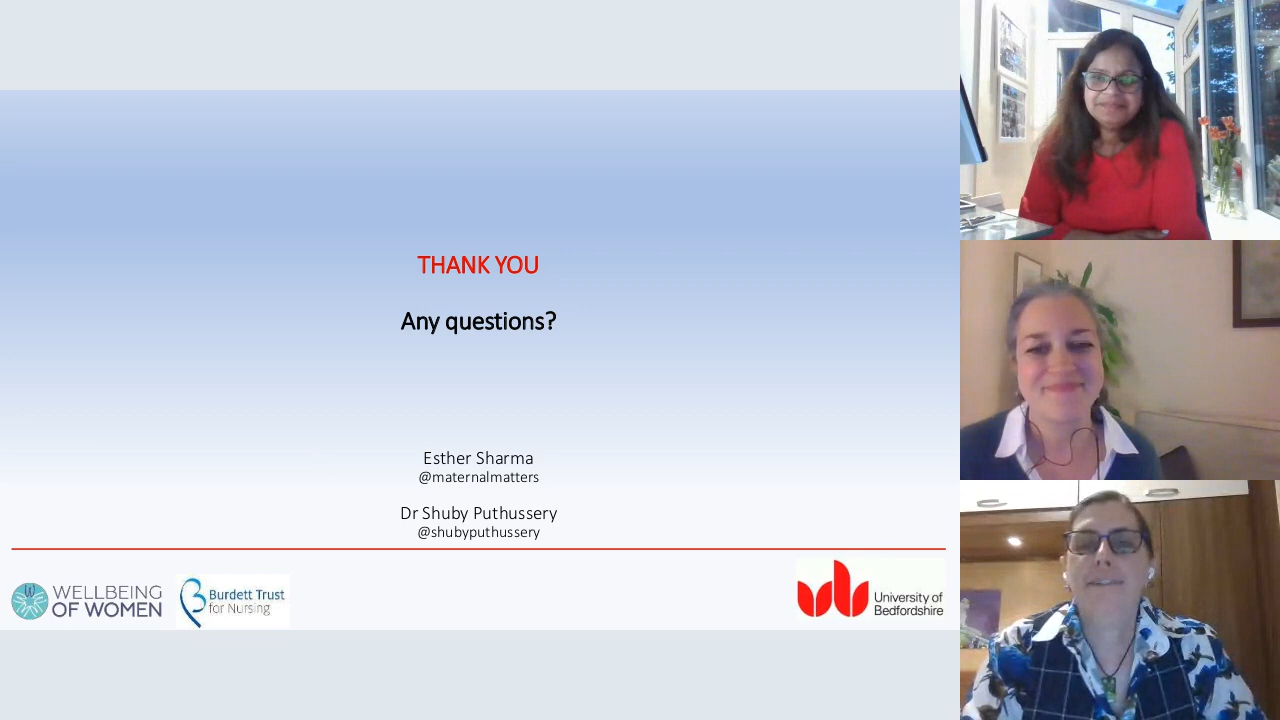 THANK YOU
Any questions?
Esther Sharma
@maternalmatters
Dr Shuby Puthussery
@shubyputhussery
WELLBEING
OF WOMEN
Burdett Trust
for Nursing
University of
Bedfordshire